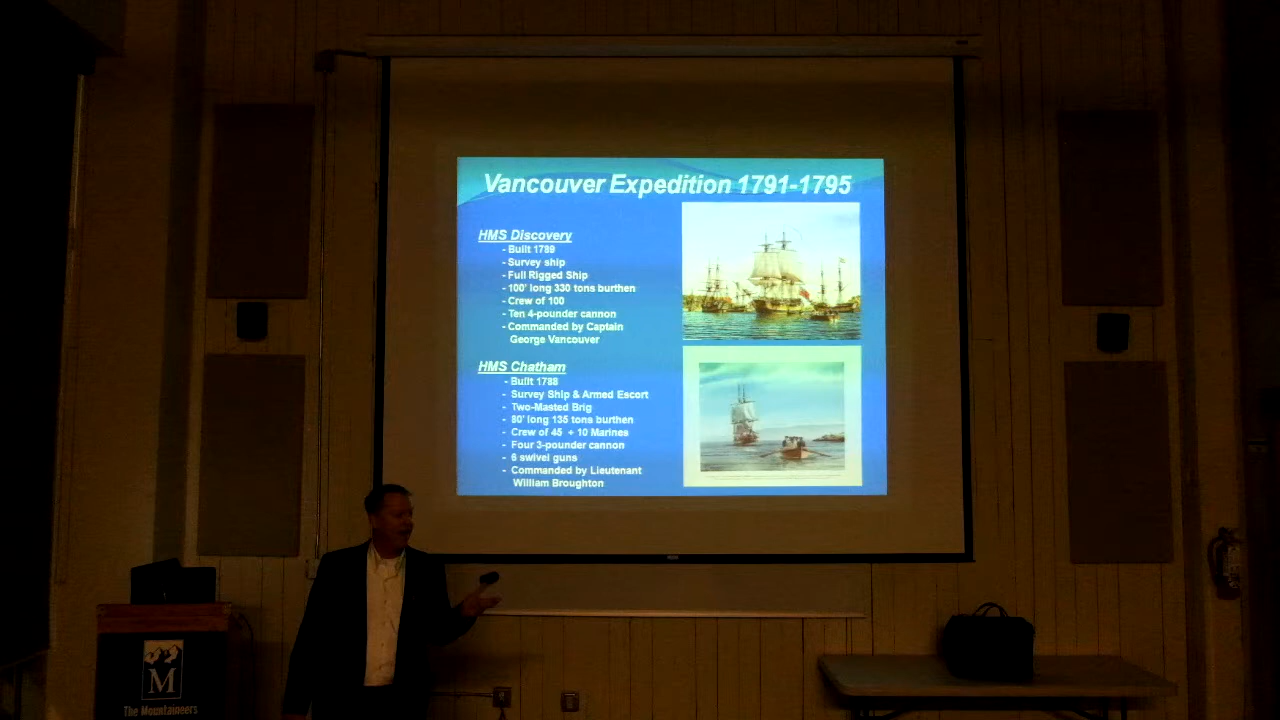 Vancouver Expedition 1791-1795
HMS Discovery
- Built 1789
- Survey ship
- Full Rigged Ship
- 100' long 330 tons burthen
- Crew of 100
- Ten 4-pounder cannon
- Commanded by Captain
George Vancouver
HMS Chatham
- Built 1788
- Survey Ship & Armed Escort
- Two-Masted Brig
- 80' long 135 tons burthen
- Crew of 45 + 10 Marines
- Four 3-pounder cannon
- 6 swivel guns
- Commanded by Lieutenant
William Broughton
M
The Mountaineers